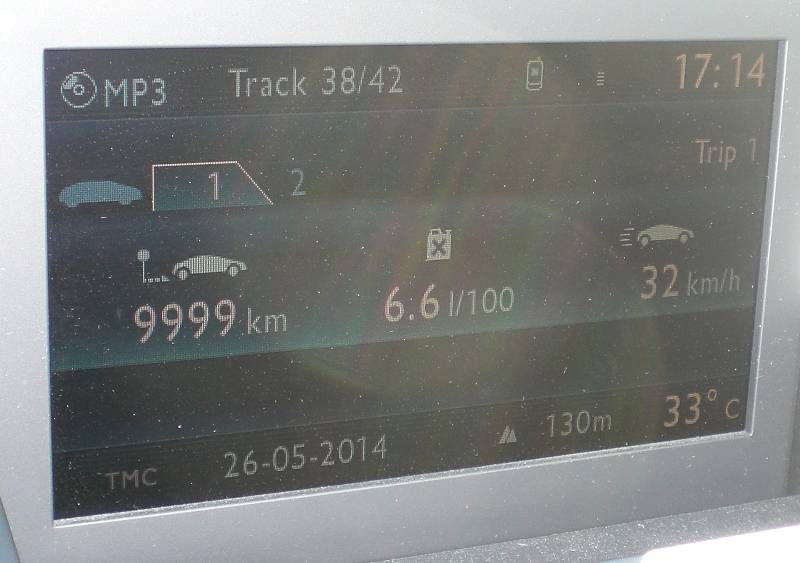 MP3 Track 38/42 17:14
Trip 1
1 2
9999 km 6.6 l/100 32 km/h
TMC 26-05-2014 130m 33°C